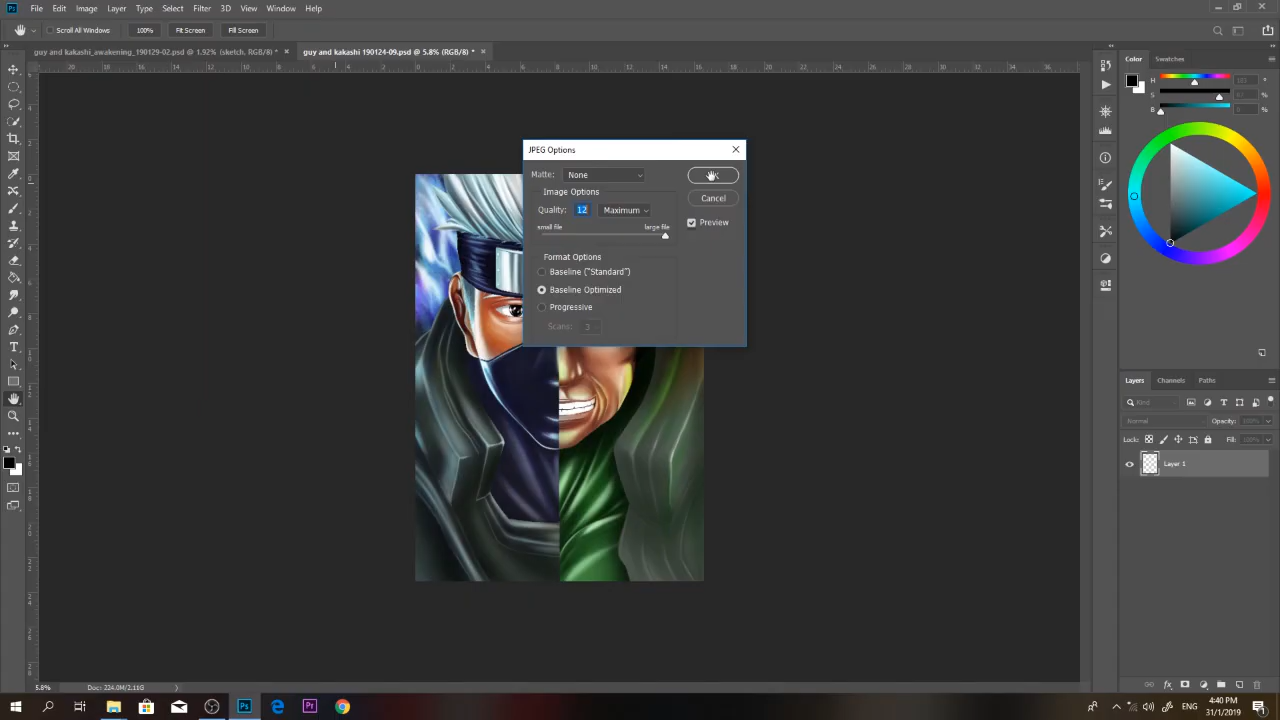 Ps File Edit Image Layer Type Select Filter 3D View Window Help
Scroll All Windows 100% Fit Screen Fill Screen
guy and kakashi_awakening_190129-02.psd @ 1.92% (sketch, RGB/8) * × guy and kakashi 190124-09.psd @ 5.8% (RGB/8) * ×
Color Swatches
H
S %
B %
JPEG Options
Matte: None
Image Options
Quality: 12 Maximum
small file large file
Cancel
Preview
Format Options
Baseline ("Standard")
Baseline Optimized
Progressive
Scans: 3
Layers Channels Paths
Kind
Normal Opacity: 100%
Lock: Fill: 100%
Layer 1
5.8% Doc: 224.0M/2.11G
4:40 PM
31/1/2019